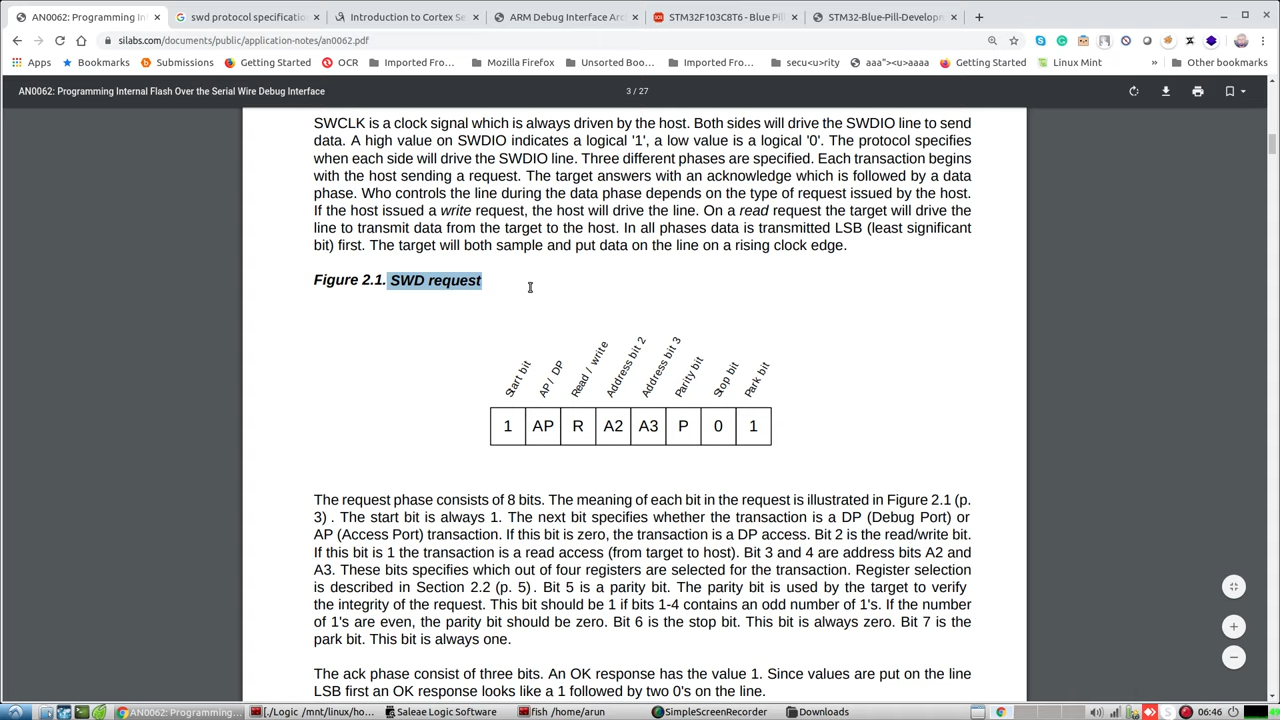 AN0062: Programming In
swd protocol specificatio
Introduction to Cortex Se
ARM Debug Interface Arc
STM32F103C8T6 - Blue Pill
STM32-Blue-Pill-Developm
silabs.com/documents/public/application-notes/an0062.pdf
Apps Bookmarks Submissions Getting Started OCR Imported Fro... Mozilla Firefox Unsorted Boo... Imported Fro... secu<u>rity aaa"><u>aaaa Getting Started Linux Mint » Other bookmarks
AN0062: Programming Internal Flash Over the Serial Wire Debug Interface 3 / 27
SWCLK is a clock signal which is always driven by the host. Both sides will drive the SWDIO line to send
data. A high value on SWDIO indicates a logical '1', a low value is a logical '0'. The protocol specifies
when each side will drive the SWDIO line. Three different phases are specified. Each transaction begins
with the host sending a request. The target answers with an acknowledge which is followed by a data
phase. Who controls the line during the data phase depends on the type of request issued by the host.
If the host issued a write request, the host will drive the line. On a read request the target will drive the
line to transmit data from the target to the host. In all phases data is transmitted LSB (least significant
bit) first. The target will both sample and put data on the line on a rising clock edge.
Figure 2.1. SWD request
Start bit AP / DP Read / write Address bit 2 Address bit 3 Parity bit Stop bit Park bit
1 AP R A2 A3 P 0 1
The request phase consists of 8 bits. The meaning of each bit in the request is illustrated in Figure 2.1 (p.
3) . The start bit is always 1. The next bit specifies whether the transaction is a DP (Debug Port) or
AP (Access Port) transaction. If this bit is zero, the transaction is a DP access. Bit 2 is the read/write bit.
If this bit is 1 the transaction is a read access (from target to host). Bit 3 and 4 are address bits A2 and
A3. These bits specifies which out of four registers are selected for the transaction. Register selection
is described in Section 2.2 (p. 5) . Bit 5 is a parity bit. The parity bit is used by the target to verify
the integrity of the request. This bit should be 1 if bits 1-4 contains an odd number of 1's. If the number
of 1's are even, the parity bit should be zero. Bit 6 is the stop bit. This bit is always zero. Bit 7 is the
park bit. This bit is always one.
The ack phase consist of three bits. An OK response has the value 1. Since values are put on the line
LSB first an OK response looks like a 1 followed by two 0's on the line.
AN0062: Programming... [./Logic /mnt/linux/ho... Saleae Logic Software fish /home/arun SimpleScreenRecorder Downloads 06:46